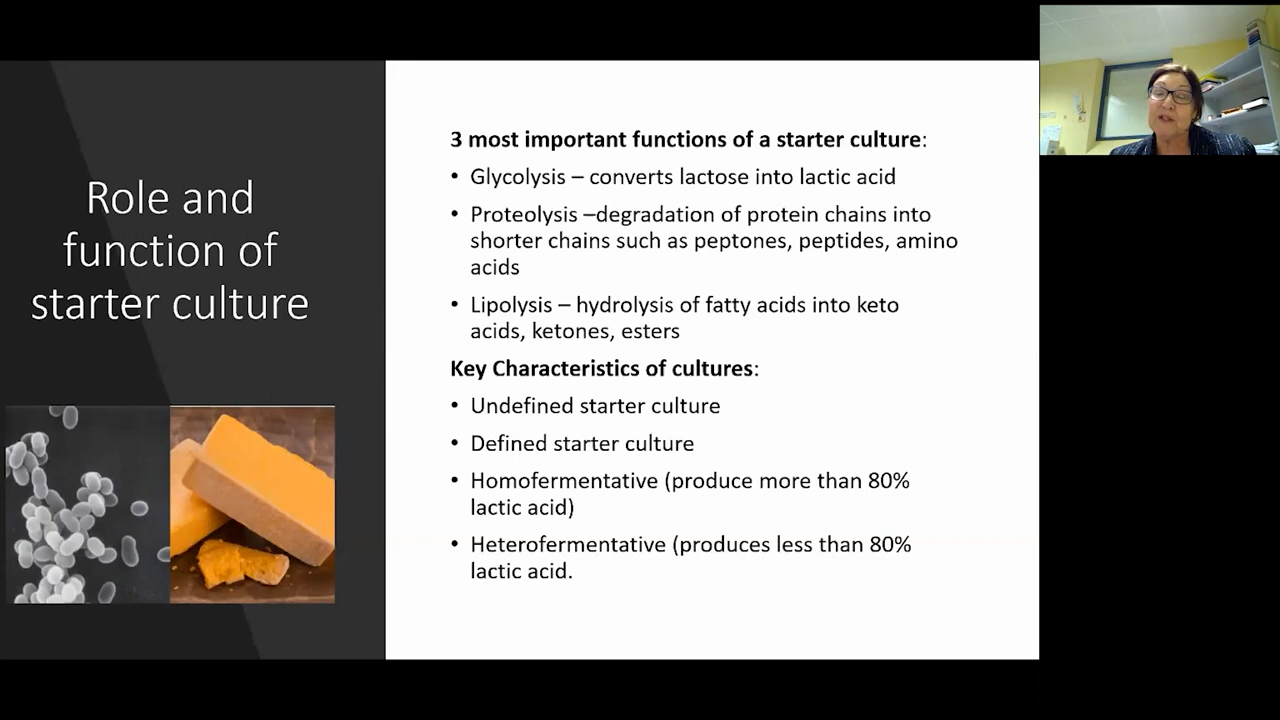 Role and
function of
starter culture
3 most important functions of a starter culture:
• Glycolysis – converts lactose into lactic acid
• Proteolysis –degradation of protein chains into
shorter chains such as peptones, peptides, amino
acids
• Lipolysis – hydrolysis of fatty acids into keto
acids, ketones, esters
Key Characteristics of cultures:
• Undefined starter culture
• Defined starter culture
• Homofermentative (produce more than 80%
lactic acid)
• Heterofermentative (produces less than 80%
lactic acid.